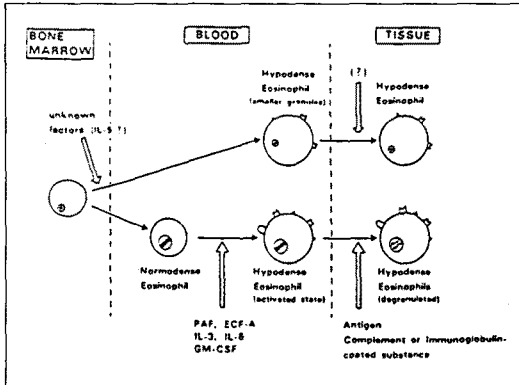 BONE
MARROW
BLOOD
TISSUE
Hypodense
Eosinophil
(smaller granules)
(?)
Hypodense
Eosinophil
unknown
factors (IL-5 ?)
Normodense
Eosinophil
Hypodense
Eosinophil
(activated state)
Hypodense
Eosinophils
(degranulated)
PAF, ECF-A
IL-3, IL-5
GM-CSF
Antigen
Complement or Immunoglobulin-
coated substance